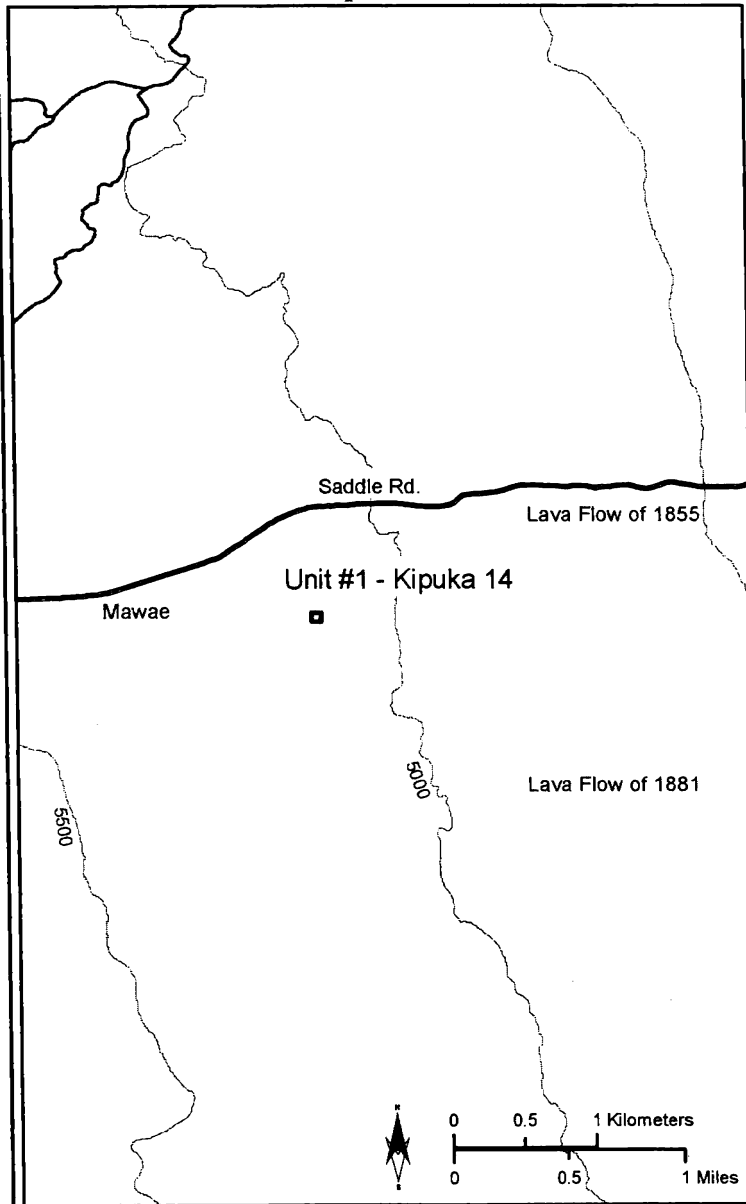 Saddle Rd.
Lava Flow of 1855
Unit #1 - Kipuka 14
Mawae
5000
Lava Flow of 1881
5500
N
0 0.5 1 Kilometers
0 0.5 1 Miles